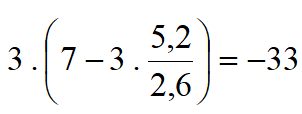 3 . ( 7 − 3 . 5,2/2,6 ) = −33